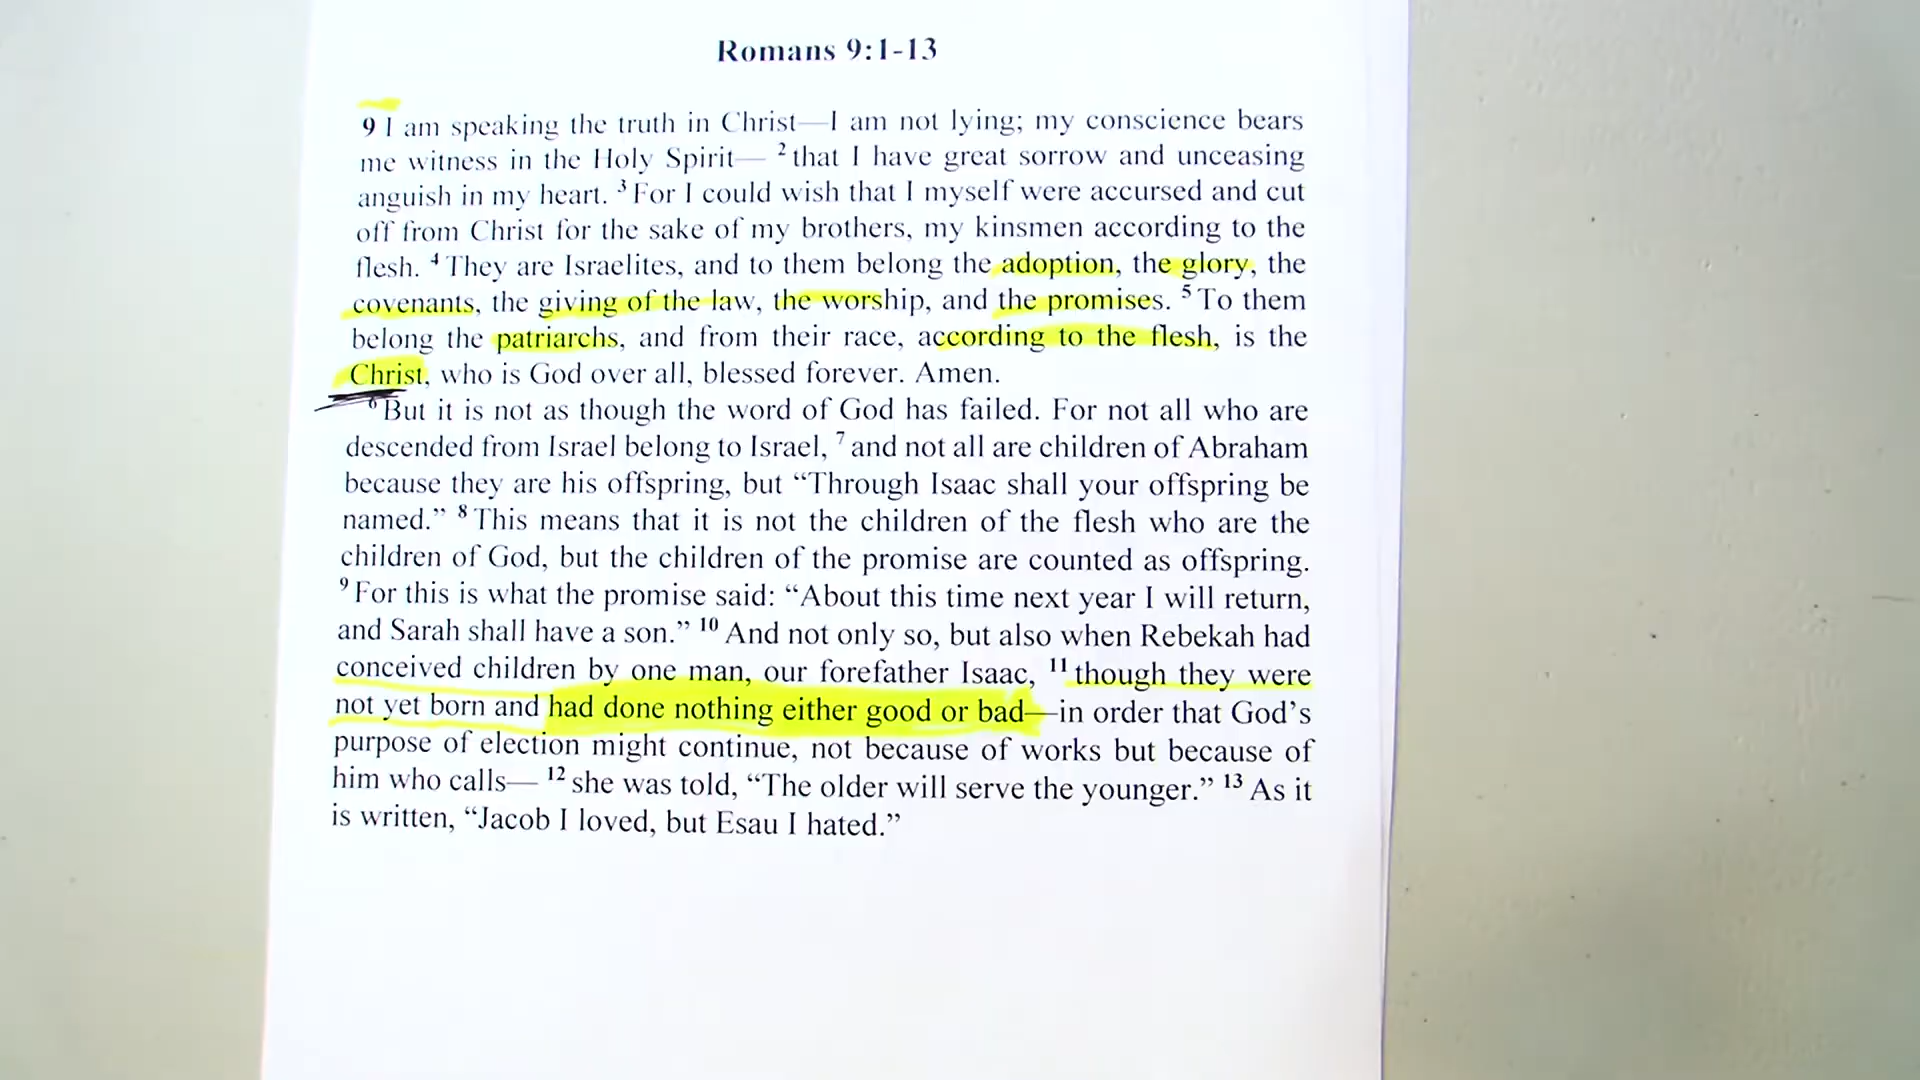 Romans 9:1-13
9 I am speaking the truth in Christ—I am not lying; my conscience bears
me witness in the Holy Spirit— 2 that I have great sorrow and unceasing
anguish in my heart. 3 For I could wish that I myself were accursed and cut
off from Christ for the sake of my brothers, my kinsmen according to the
flesh. 4 They are Israelites, and to them belong the adoption, the glory, the
covenants, the giving of the law, the worship, and the promises. 5 To them
belong the patriarchs, and from their race, according to the flesh, is the
Christ, who is God over all, blessed forever. Amen.
6 But it is not as though the word of God has failed. For not all who are
descended from Israel belong to Israel, 7 and not all are children of Abraham
because they are his offspring, but “Through Isaac shall your offspring be
named.” 8 This means that it is not the children of the flesh who are the
children of God, but the children of the promise are counted as offspring.
9 For this is what the promise said: “About this time next year I will return,
and Sarah shall have a son.” 10 And not only so, but also when Rebekah had
conceived children by one man, our forefather Isaac, 11 though they were
not yet born and had done nothing either good or bad—in order that God’s
purpose of election might continue, not because of works but because of
him who calls— 12 she was told, “The older will serve the younger.” 13 As it
is written, “Jacob I loved, but Esau I hated.”